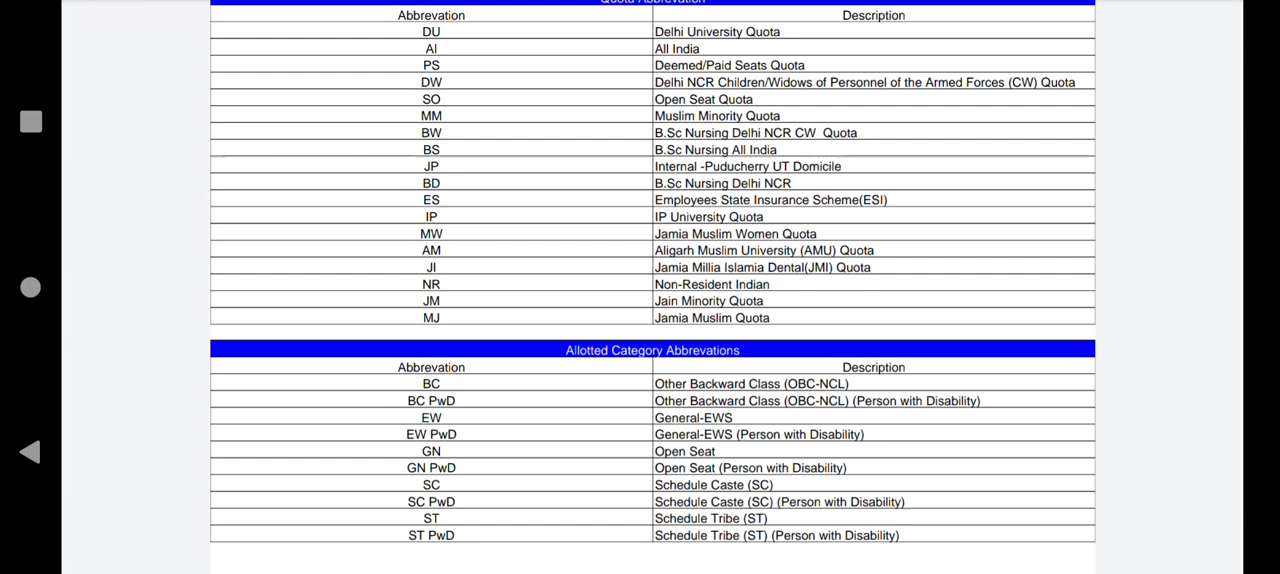 Quota Abbrevation
Abbrevation Description
DU Delhi University Quota
AI All India
PS Deemed/Paid Seats Quota
DW Delhi NCR Children/Widows of Personnel of the Armed Forces (CW) Quota
SO Open Seat Quota
MM Muslim Minority Quota
BW B.Sc Nursing Delhi NCR CW Quota
BS B.Sc Nursing All India
JP Internal -Puducherry UT Domicile
BD B.Sc Nursing Delhi NCR
ES Employees State Insurance Scheme(ESI)
IP IP University Quota
MW Jamia Muslim Women Quota
AM Aligarh Muslim University (AMU) Quota
JI Jamia Millia Islamia Dental(JMI) Quota
NR Non-Resident Indian
JM Jain Minority Quota
MJ Jamia Muslim Quota
Allotted Category Abbrevations
Abbrevation Description
BC Other Backward Class (OBC-NCL)
BC PwD Other Backward Class (OBC-NCL) (Person with Disability)
EW General-EWS
EW PwD General-EWS (Person with Disability)
GN Open Seat
GN PwD Open Seat (Person with Disability)
SC Schedule Caste (SC)
SC PwD Schedule Caste (SC) (Person with Disability)
ST Schedule Tribe (ST)
ST PwD Schedule Tribe (ST) (Person with Disability)